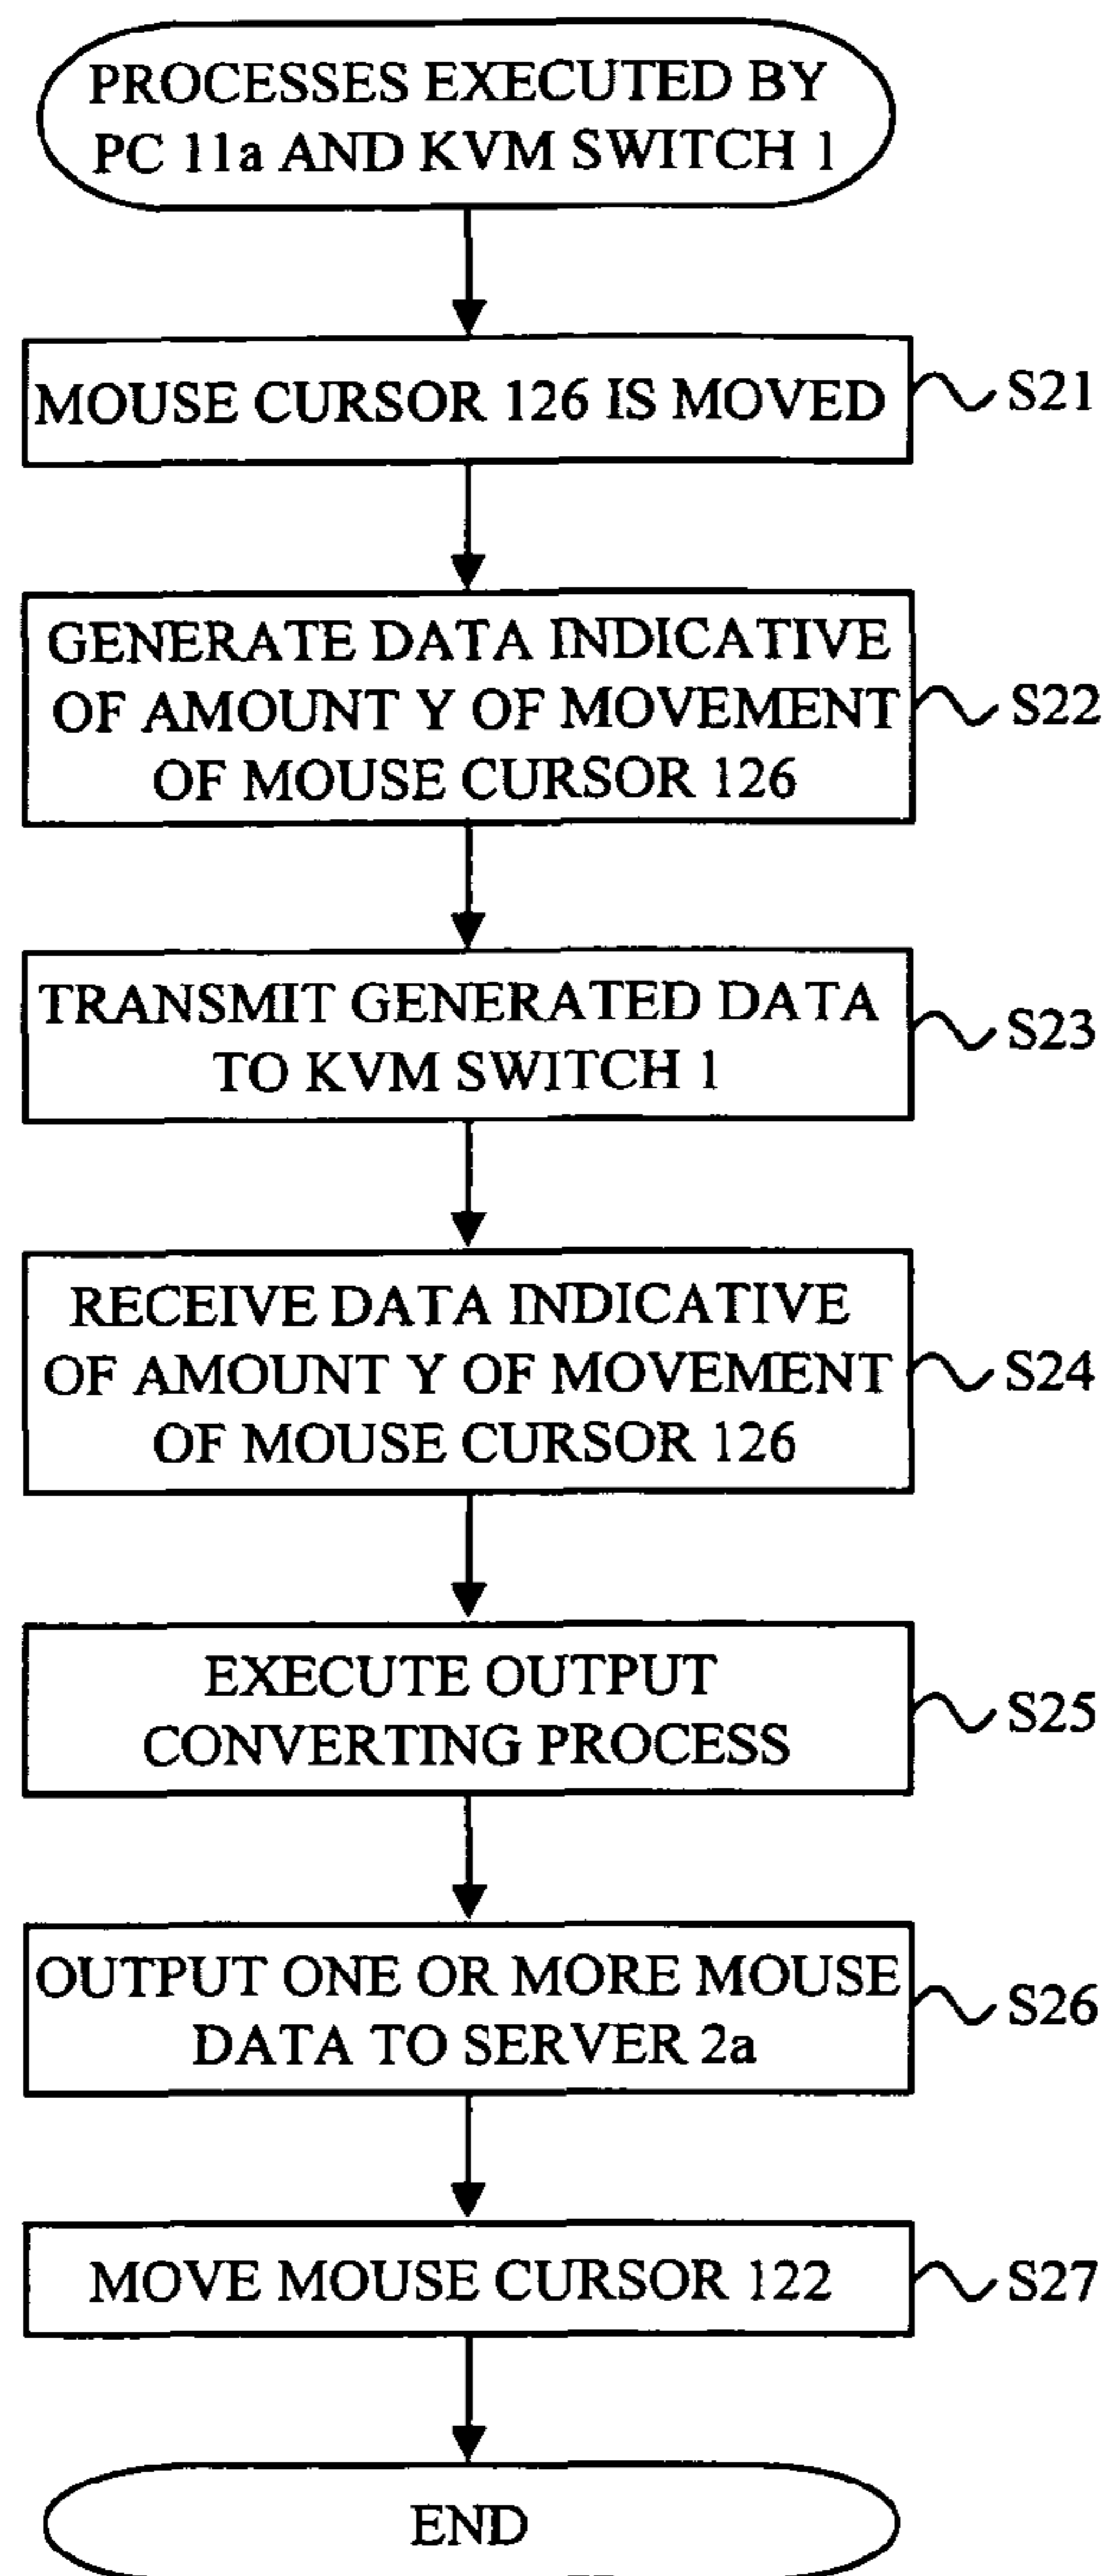 PROCESSES EXECUTED BY
PC 11a AND KVM SWITCH 1
MOUSE CURSOR 126 IS MOVED
S21
GENERATE DATA INDICATIVE
OF AMOUNT Y OF MOVEMENT
OF MOUSE CURSOR 126
S22
TRANSMIT GENERATED DATA
TO KVM SWITCH 1
S23
RECEIVE DATA INDICATIVE
OF AMOUNT Y OF MOVEMENT
OF MOUSE CURSOR 126
S24
EXECUTE OUTPUT
CONVERTING PROCESS
S25
OUTPUT ONE OR MORE MOUSE
DATA TO SERVER 2a
S26
MOVE MOUSE CURSOR 122
S27
END